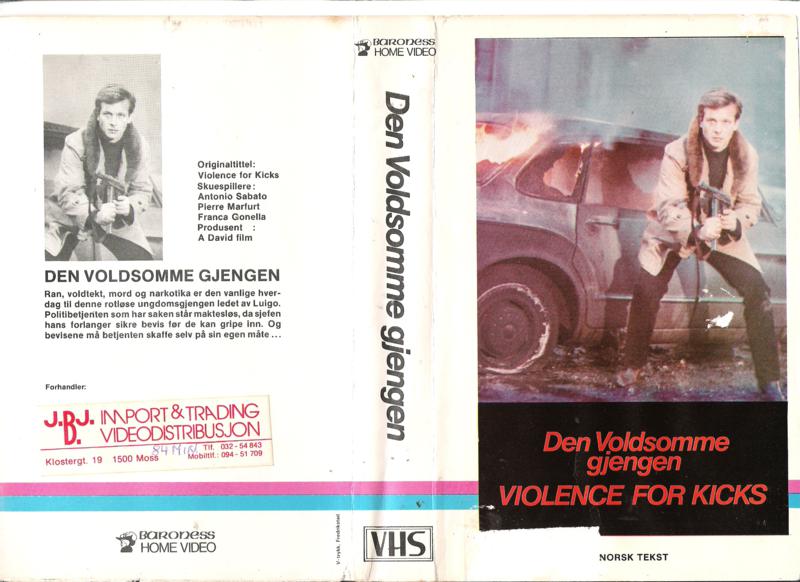 Originaltittel:
Violence for Kicks
Skuespillere:
Antonio Sabato
Pierre Marfurt
Franca Gonella
Produsent :
A David film
DEN VOLDSOMME GJENGEN
Ran, voldtekt, mord og narkotika er den vanlige hver-
dag til denne rotløse ungdomsgjengen ledet av Luigo.
Politibetjenten som har saken står maktesløs, da sjefen
hans forlanger sikre bevis før de kan gripe inn. Og
bevisene må betjenten skaffe selv på sin egen måte ...
Forhandler:
J.B.J. IMPORT & TRADING
VIDEODISTRIBUSJON
84 MIN
Tlf. 032 - 54 843
Klostergt. 19 1500 Moss Mobiltlf.: 094 - 51 709
BARONESS
HOME VIDEO
V-trykk. Fredrikstad
BARONESS
HOME VIDEO
Den Voldsomme gjengen
VHS
Den Voldsomme
gjengen
VIOLENCE FOR KICKS
NORSK TEKST